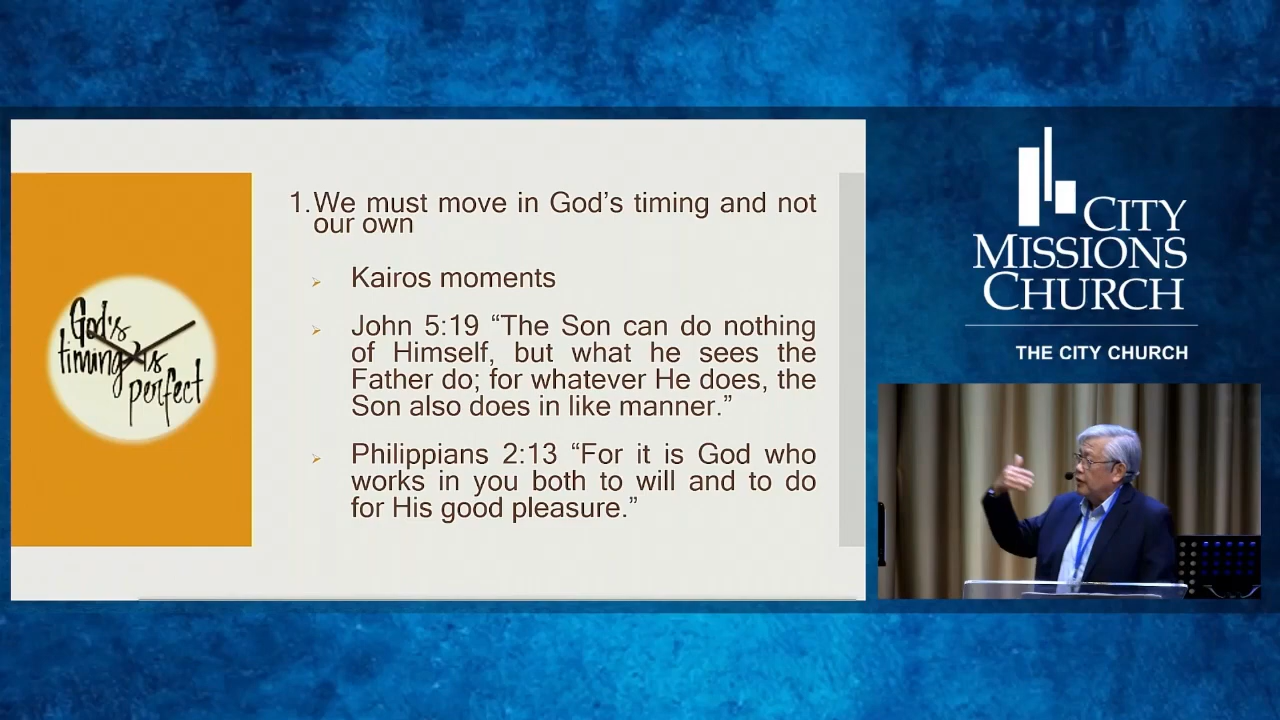 God's
timing is
perfect
1. We must move in God’s timing and not
our own
Kairos moments
John 5:19 “The Son can do nothing
of Himself, but what he sees the
Father do; for whatever He does, the
Son also does in like manner.”
Philippians 2:13 “For it is God who
works in you both to will and to do
for His good pleasure.”
CITY
MISSIONS
CHURCH
THE CITY CHURCH